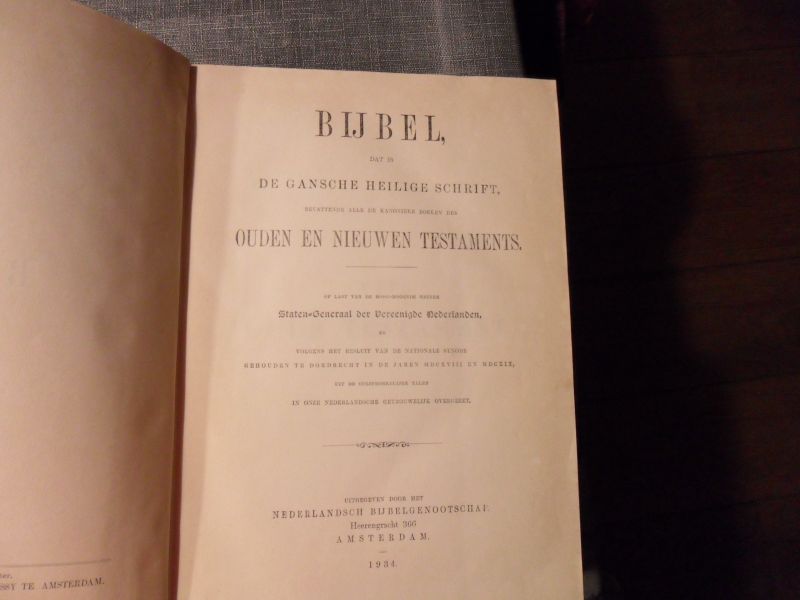 BIJBEL,
DAT IS
DE GANSCHE HEILIGE SCHRIFT,
BEVATTENDE ALLE DE KANONIEKE BOEKEN DES
OUDEN EN NIEUWEN TESTAMENTS.
OP LAST VAN DE HOOG-MOGENDE HEEREN
Staten-Generaal der Vereenigde Nederlanden,
EN
VOLGENS HET BESLUIT VAN DE NATIONALE SYNODE
GEHOUDEN TE DORDRECHT IN DE JAREN MDCXVIII EN MDCXIX,
UIT DE OORSPRONKELIJKE TALEN
IN ONZE NEDERLANDSCHE GETROUWELIJK OVERGEZET.
UITGEGEVEN DOOR HET
NEDERLANDSCH BIJBELGENOOTSCHAP
Heerengracht 366
AMSTERDAM.
1934.
ter,
SSY TE AMSTERDAM.